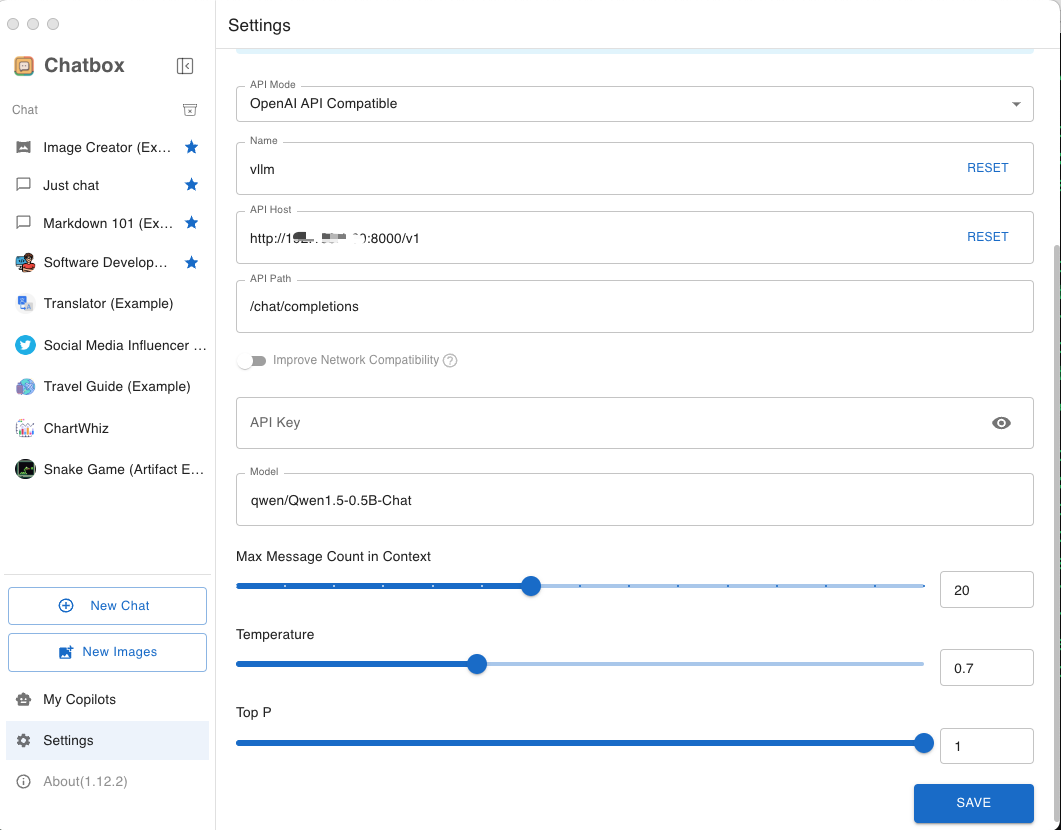 Settings
Chatbox
Chat
Image Creator (Ex...
Just chat
Markdown 101 (Ex...
Software Develop...
Translator (Example)
Social Media Influencer ...
Travel Guide (Example)
ChartWhiz
Snake Game (Artifact E...
New Chat
New Images
My Copilots
Settings
About(1.12.2)
API Mode
OpenAI API Compatible
Name
vllm
RESET
API Host
:8000/v1
RESET
API Path
/chat/completions
Improve Network Compatibility
API Key
Model
qwen/Qwen1.5-0.5B-Chat
Max Message Count in Context
20
Temperature
0.7
Top P
1
SAVE